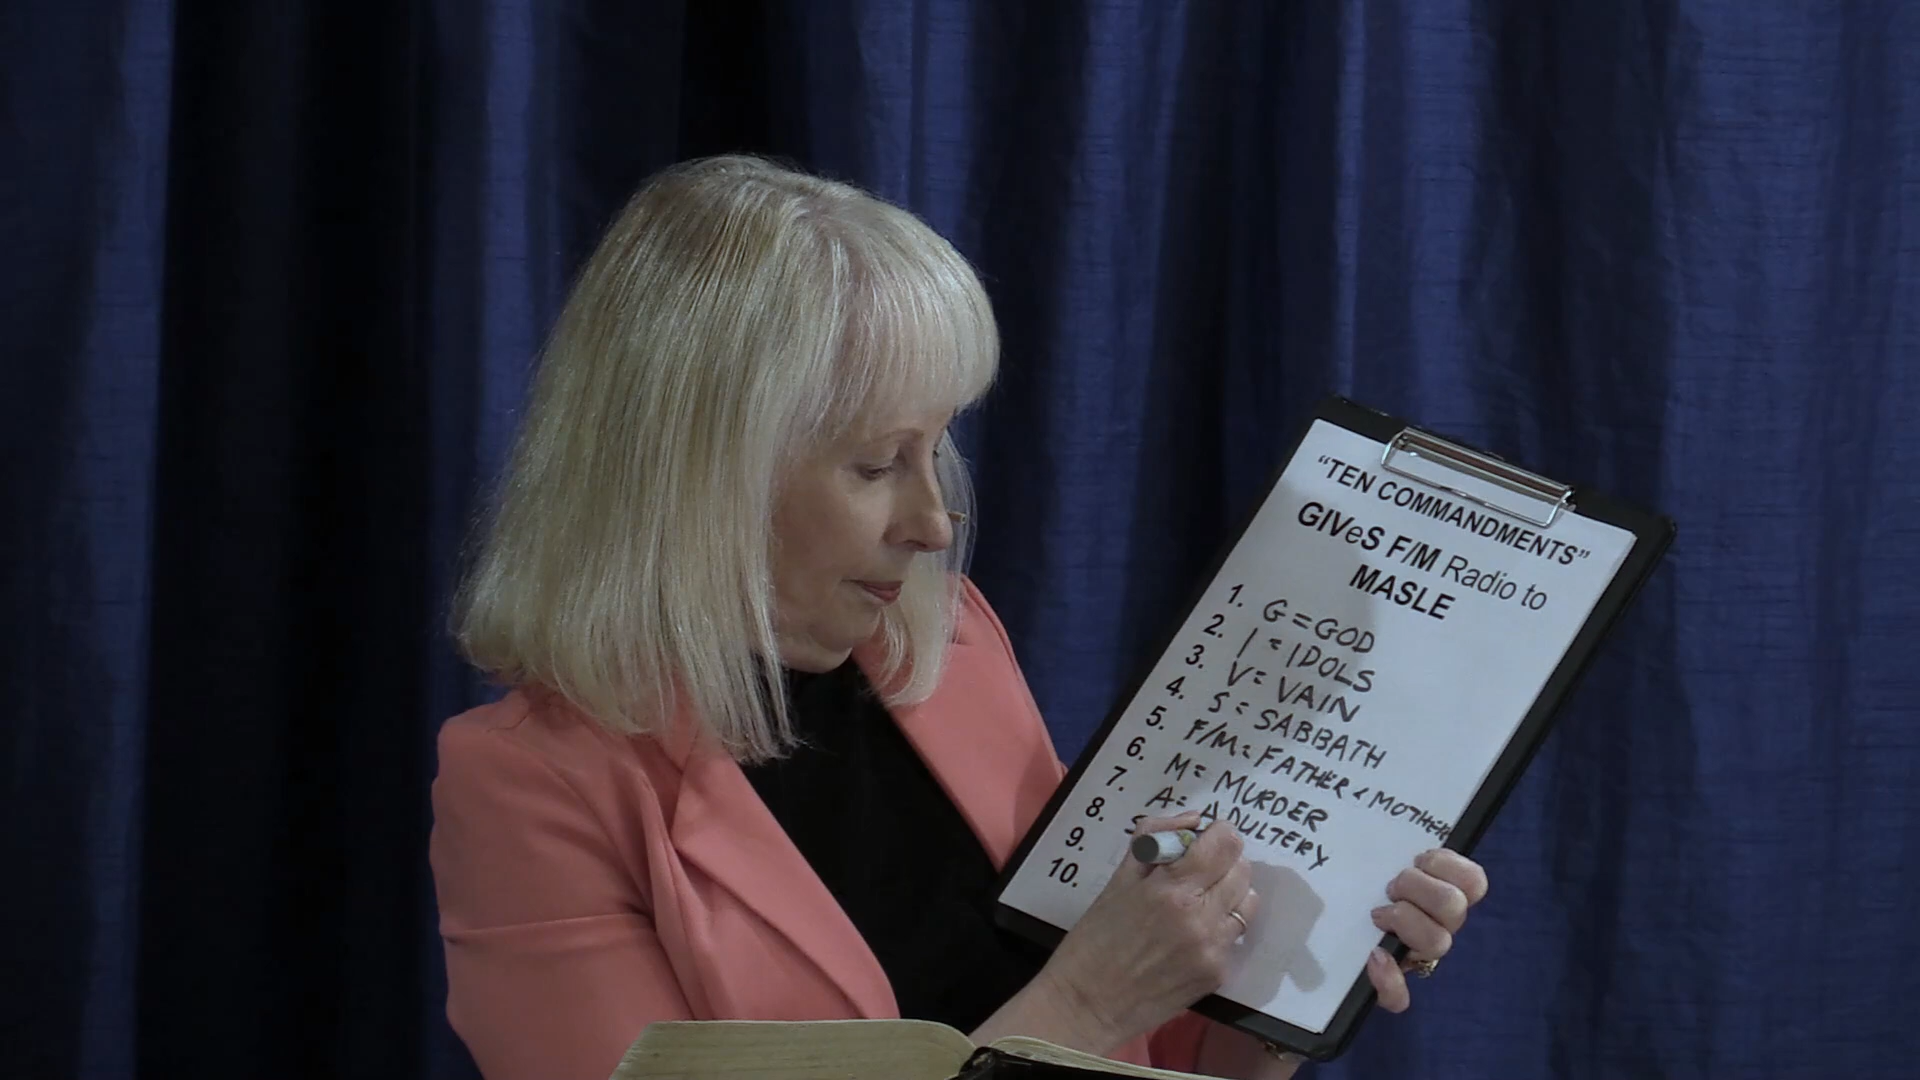 “TEN COMMANDMENTS”
GIVeS F/M Radio to
MASLE
1. G = GOD
2. I = IDOLS
3. V = VAIN
4. S = SABBATH
5. F/M = FATHER & MOTHER
6. M = MURDER
7. A = ADULTERY
8. S
9.
10.